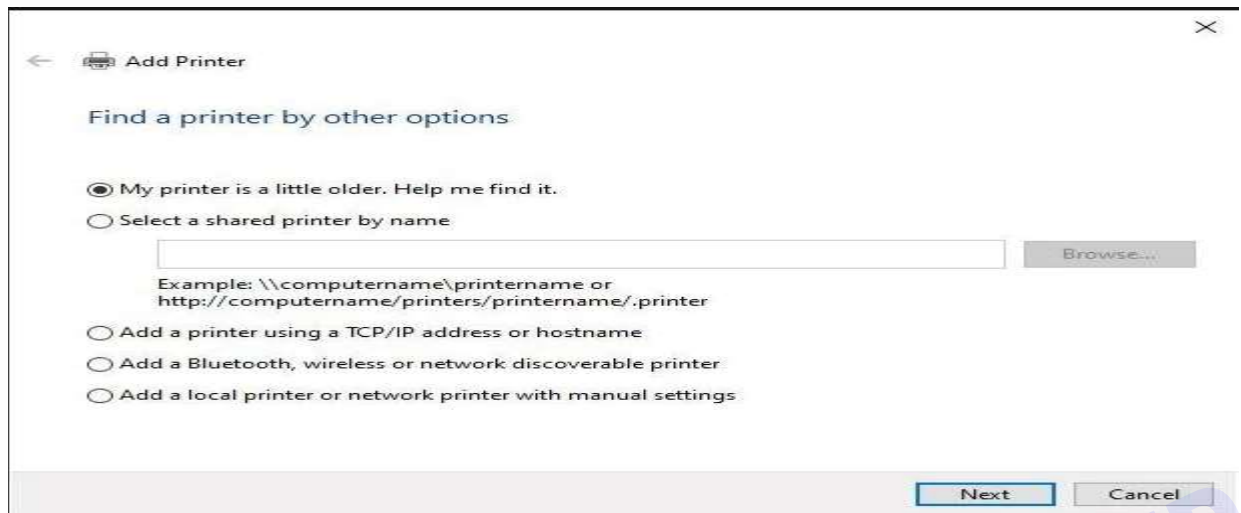 Add Printer
Find a printer by other options
My printer is a little older. Help me find it.
Select a shared printer by name
Browse...
Example: \\computername\printername or
http://computername/printers/printername/.printer
Add a printer using a TCP/IP address or hostname
Add a Bluetooth, wireless or network discoverable printer
Add a local printer or network printer with manual settings
Next
Cancel